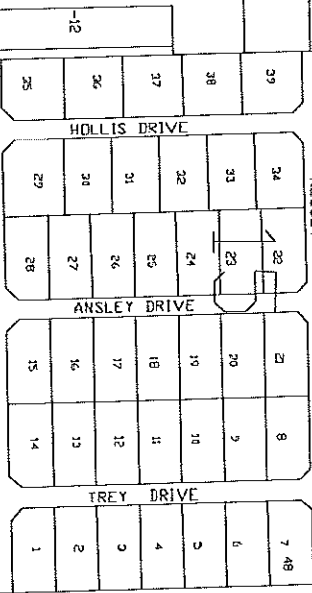 -12
35 36 37 38 39
HOLLIS DRIVE
29 30 31 32 33 34
28 27 26 25 24 23 22
ANSLEY DRIVE
15 16 17 18 19 20 21
14 13 12 11 10 9 8
TREY DRIVE
1 2 3 4 5 6 7 48